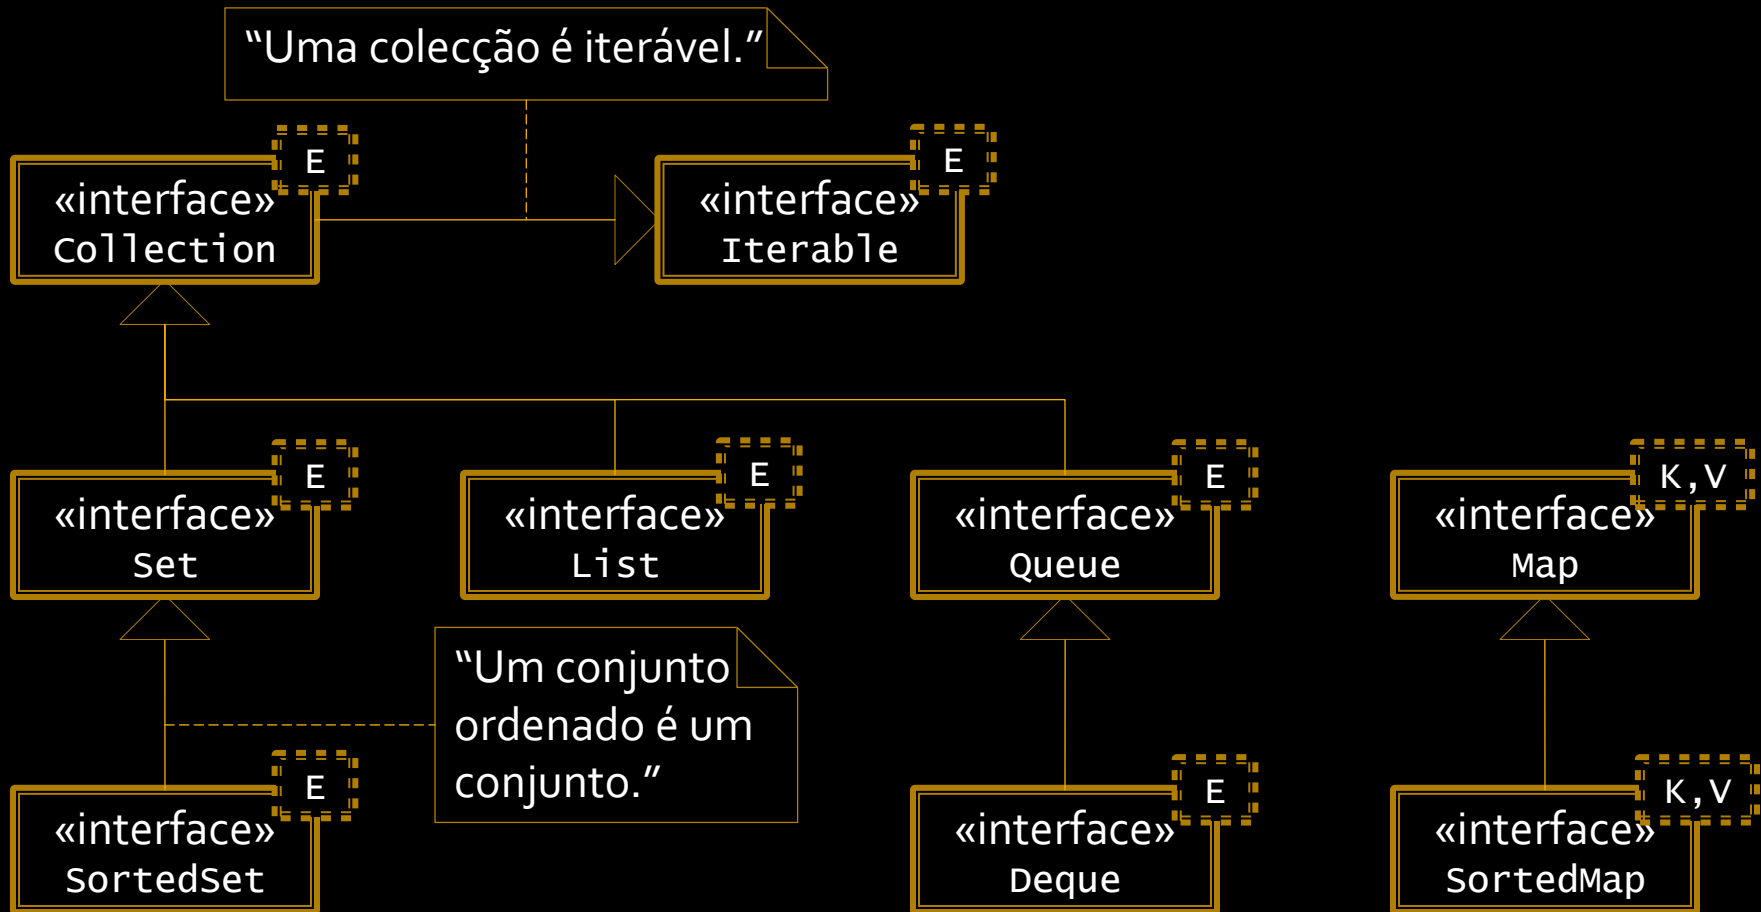 “Uma colecção é iterável.”
E
«interface»
Collection
E
«interface»
Iterable
E
«interface»
Set
E
«interface»
List
E
«interface»
Queue
K,V
«interface»
Map
“Um conjunto
ordenado é um
conjunto.”
E
«interface»
SortedSet
E
«interface»
Deque
K,V
«interface»
SortedMap